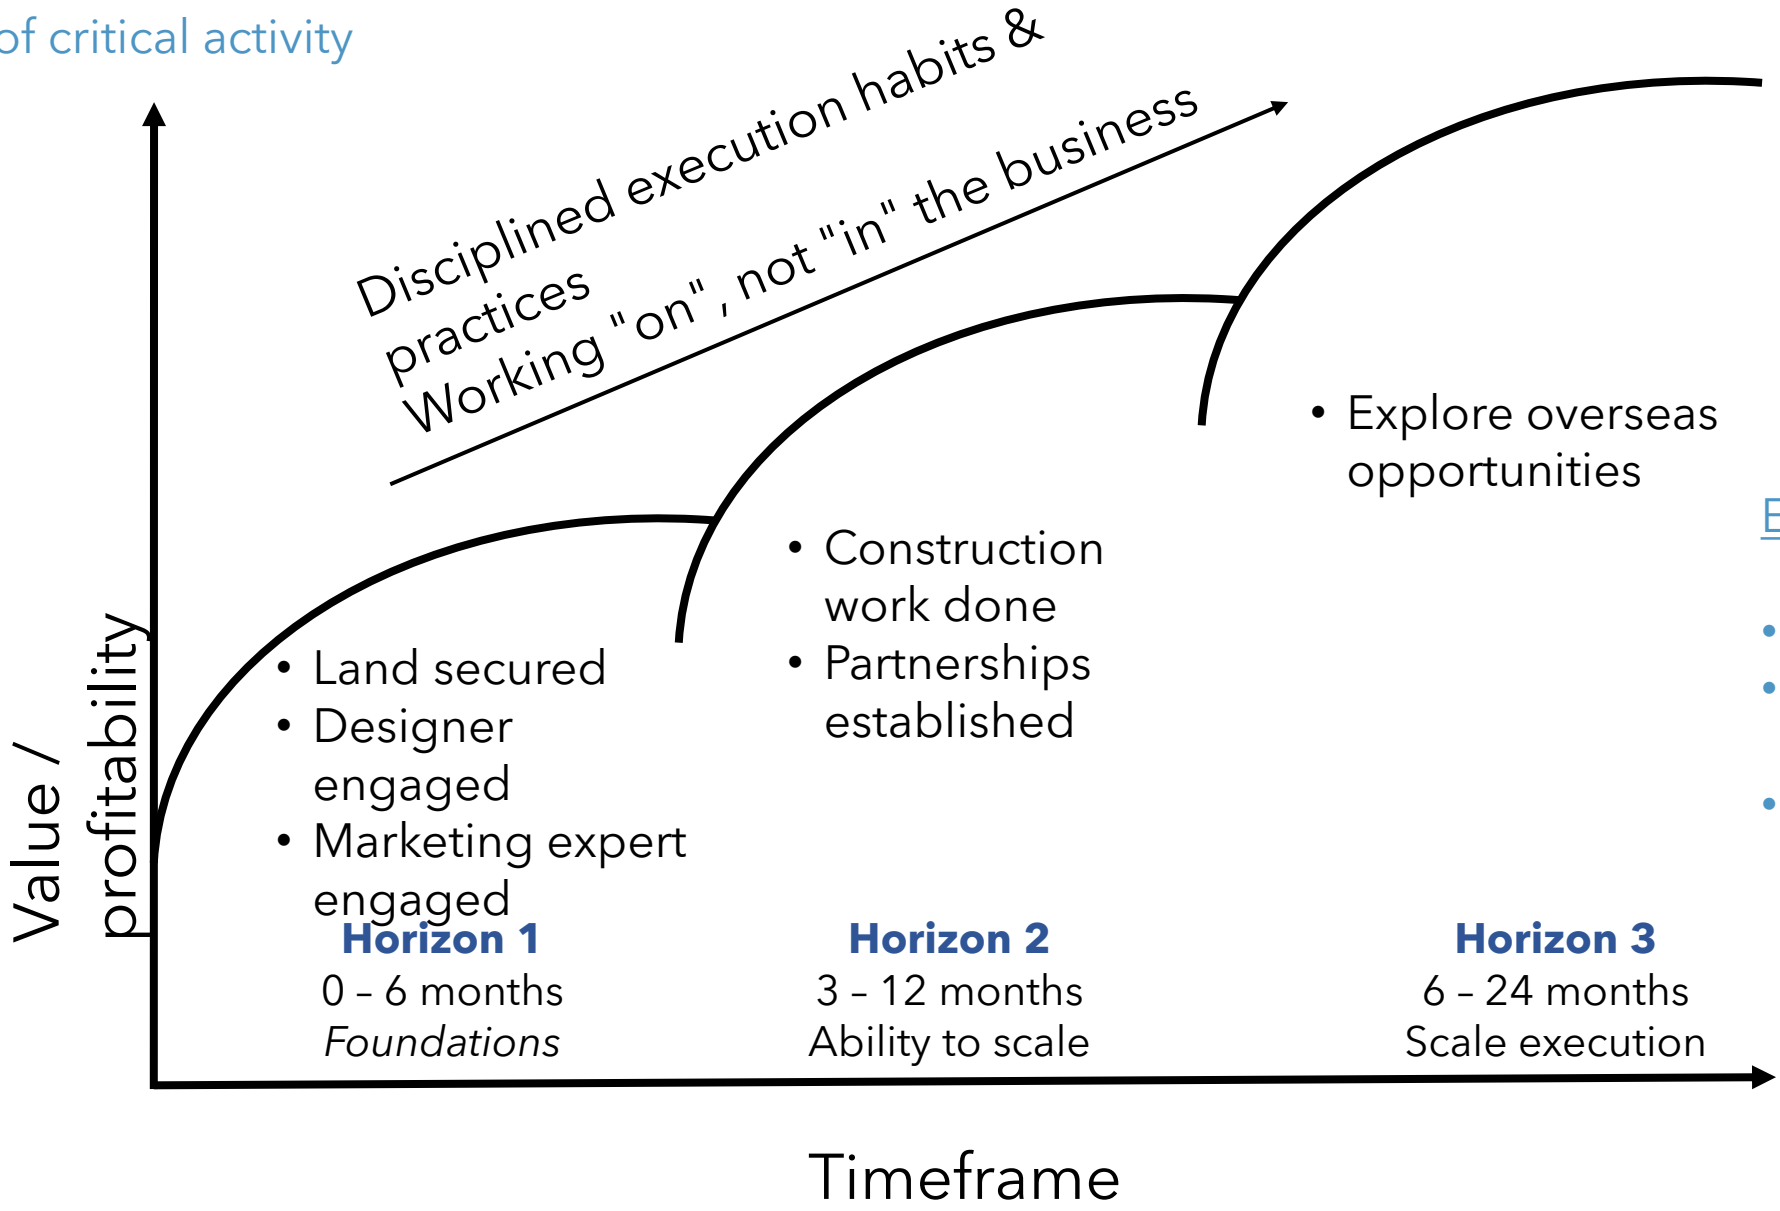 of critical activity
Disciplined execution habits &
practices
Working "on", not "in" the business
Value /
profitability
• Land secured
• Designer
engaged
• Marketing expert
engaged
• Construction
work done
• Partnerships
established
• Explore overseas
opportunities
E
Horizon 1
0 – 6 months
Foundations
Horizon 2
3 – 12 months
Ability to scale
Horizon 3
6 – 24 months
Scale execution
Timeframe